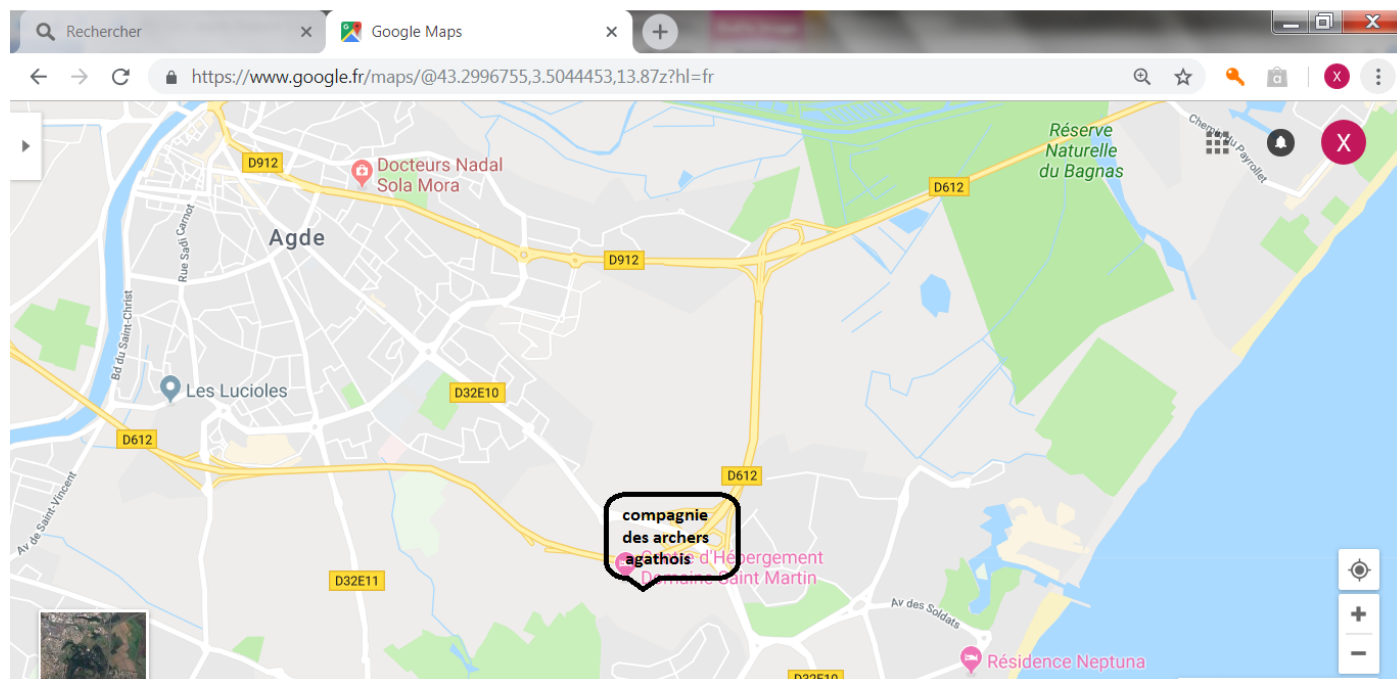 Rechercher
Google Maps
https://www.google.fr/maps/@43.2996755,3.5044453,13.87z?hl=fr
X
X
Réserve
Naturelle
du Bagnas
Chemin du Payrollet
D912
Docteurs Nadal
Sola Mora
D612
Rue Sadi Carnot
Agde
D912
Bd du Saint-Christ
Les Lucioles
D32E10
D612
D612
Av de Saint-Vincent
compagnie
des archers
agathois
Centre d'Hébergement
Domaine Saint Martin
D32E11
Av des Soldats
Résidence Neptuna
D32E10